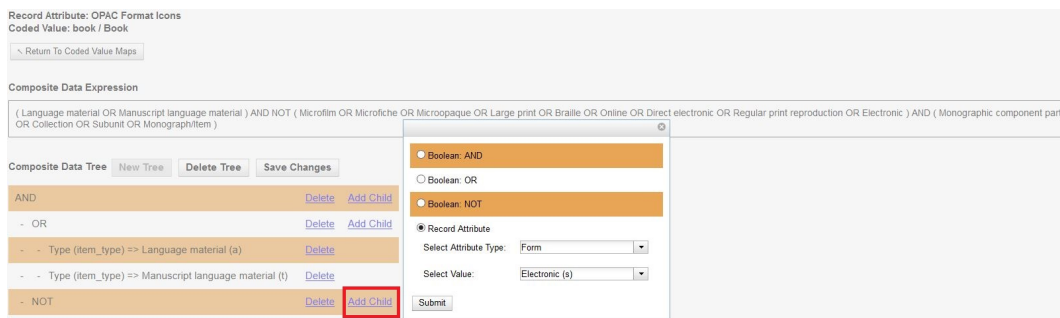 Record Attribute: OPAC Format Icons
Coded Value: book / Book
Return To Coded Value Maps
Composite Data Expression
( Language material OR Manuscript language material ) AND NOT ( Microfilm OR Microfiche OR Microopaque OR Large print OR Braille OR Online OR Direct electronic OR Regular print reproduction OR Electronic ) AND ( Monographic component part
OR Collection OR Subunit OR Monograph/Item )
Composite Data Tree New Tree Delete Tree Save Changes
AND Delete Add Child
- OR Delete Add Child
- - Type (item_type) => Language material (a) Delete
- - Type (item_type) => Manuscript language material (t) Delete
- NOT Delete Add Child
Boolean: AND
Boolean: OR
Boolean: NOT
Record Attribute
Select Attribute Type: Form
Select Value: Electronic (s)
Submit